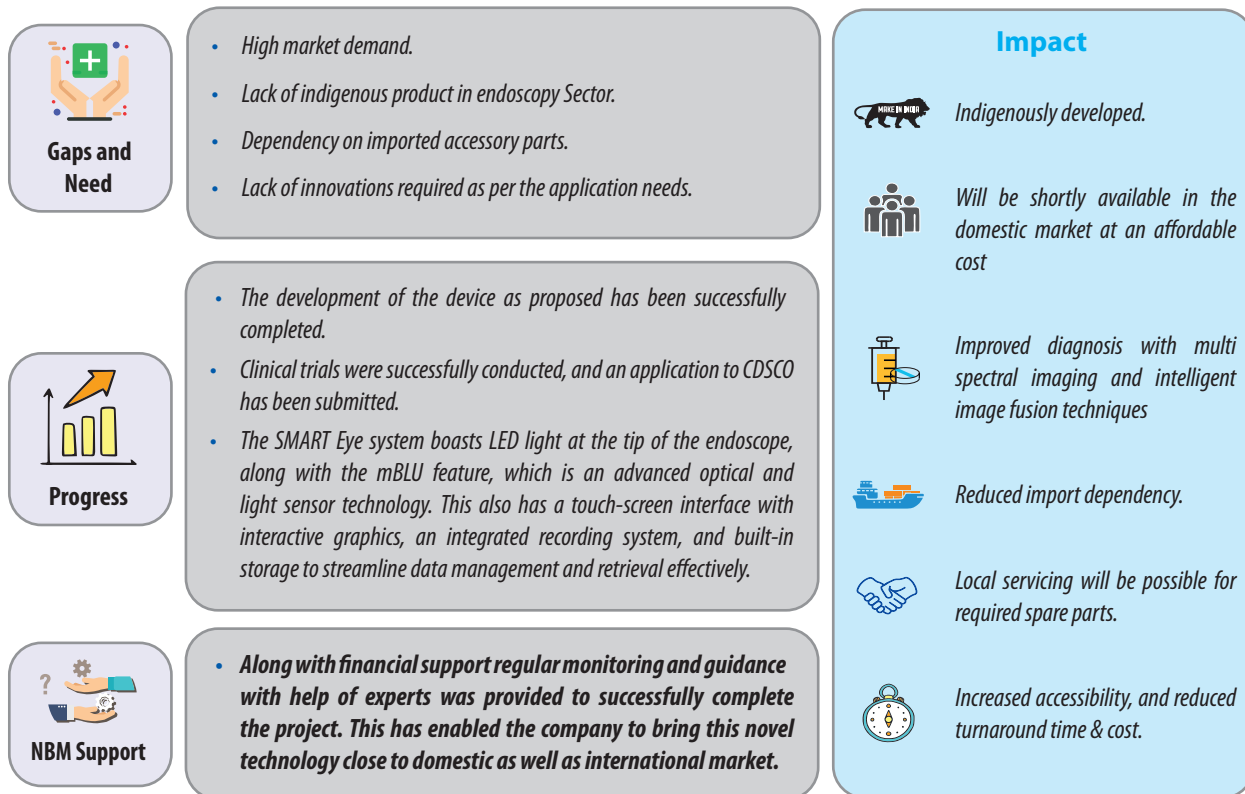 Gaps and
Need
• High market demand.
• Lack of indigenous product in endoscopy Sector.
• Dependency on imported accessory parts.
• Lack of innovations required as per the application needs.
Progress
• The development of the device as proposed has been successfully
completed.
• Clinical trials were successfully conducted, and an application to CDSCO
has been submitted.
• The SMART Eye system boasts LED light at the tip of the endoscope,
along with the mBLU feature, which is an advanced optical and
light sensor technology. This also has a touch-screen interface with
interactive graphics, an integrated recording system, and built-in
storage to streamline data management and retrieval effectively.
?
NBM Support
• Along with financial support regular monitoring and guidance
with help of experts was provided to successfully complete
the project. This has enabled the company to bring this novel
technology close to domestic as well as international market.
Impact
MAKE IN INDIA
Indigenously developed.
Will be shortly available in the
domestic market at an affordable
cost
Improved diagnosis with multi
spectral imaging and intelligent
image fusion techniques
Reduced import dependency.
Local servicing will be possible for
required spare parts.
Increased accessibility, and reduced
turnaround time & cost.